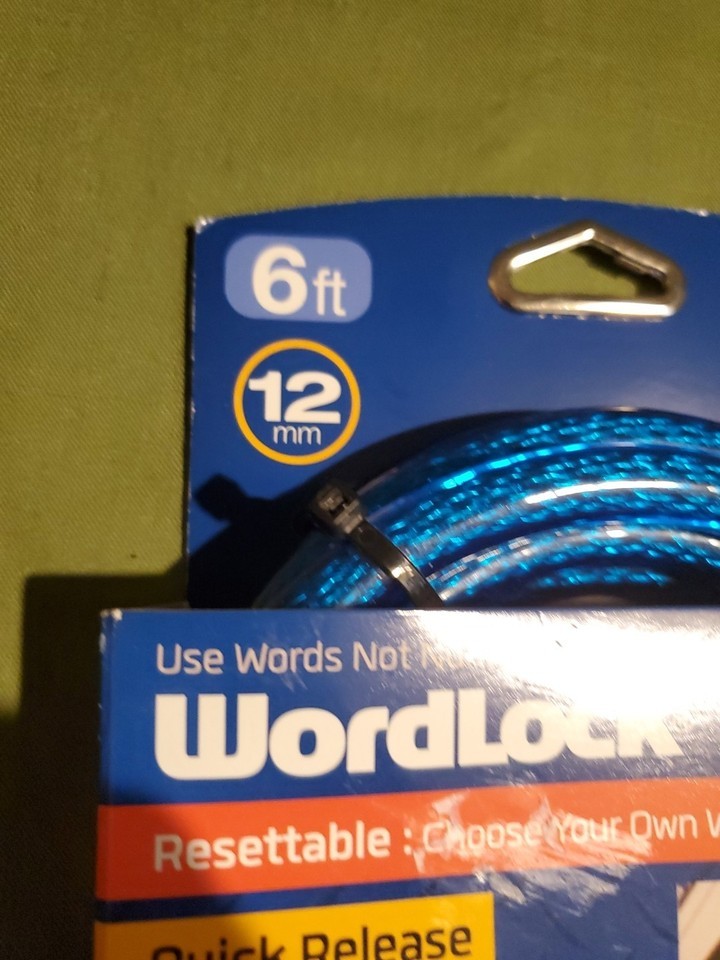 6ft
12
mm
Use Words Not
WordLock
Resettable : Choose Your Own
Quick Release